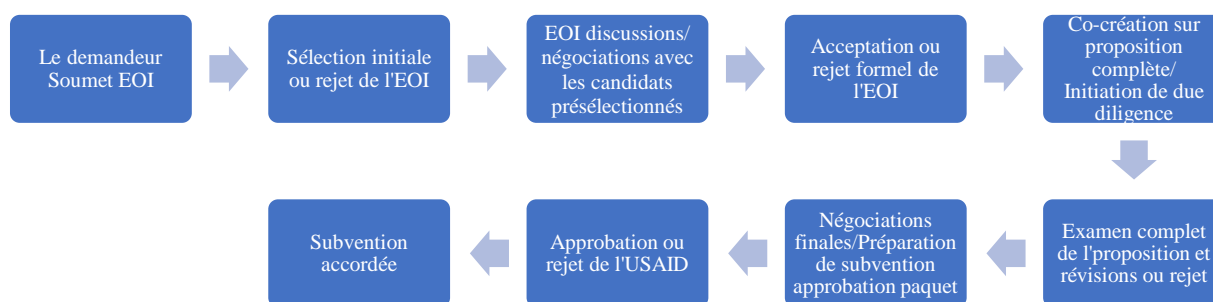 Le demandeur
Soumet EOI
Sélection initiale
ou rejet de l'EOI
EOI discussions/
négociations avec
les candidats
présélectionnés
Acceptation ou
rejet formel de
l'EOI
Co-création sur
proposition
complète/
Initiation de due
diligence
Examen complet
de l'proposition et
révisions ou rejet
Négociations
finales/Préparation
de subvention
approbation paquet
Approbation ou
rejet de l'USAID
Subvention
accordée